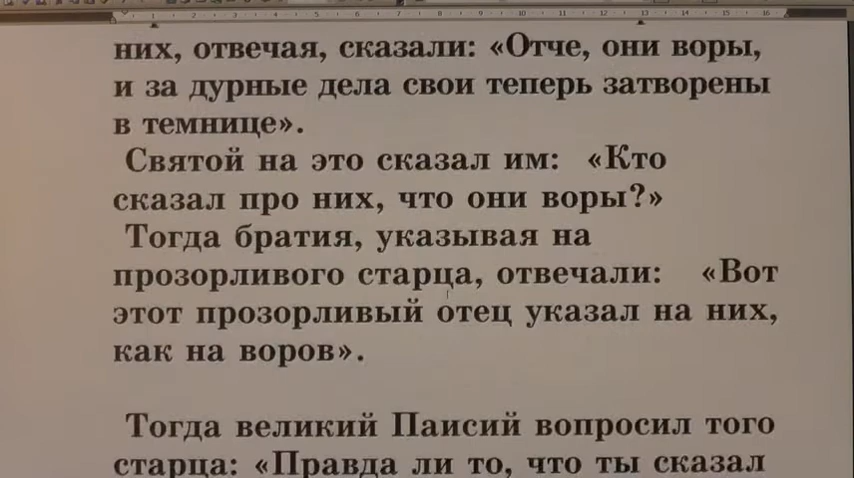 них, отвечая, сказали: «Отче, они воры,
и за дурные дела свои теперь затворены
в темнице».
Святой на это сказал им: «Кто
сказал про них, что они воры?»
Тогда братия, указывая на
прозорливого старца, отвечали: «Вот
этот прозорливый отец указал на них,
как на воров».
Тогда великий Паисий вопросил того
старца: «Правда ли то, что ты сказал